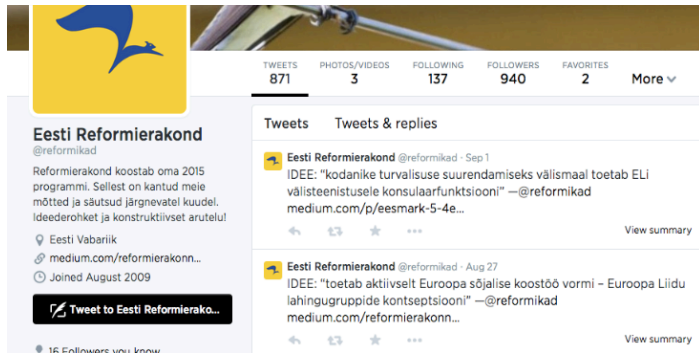 TWEETS
871
PHOTOS/VIDEOS
3
FOLLOWING
137
FOLLOWERS
940
FAVORITES
2
More
Eesti Reformierakond
@reformikad
Reformierakond koostab oma 2015
programmi. Sellest on kantud meie
mõtted ja säutsud järgnevatel kuudel.
Ideederohket ja konstruktiivset arutelu!
Eesti Vabariik
medium.com/reformierakonn...
Joined August 2009
Tweet to Eesti Reformierako...
16 Followers you know
Tweets
Tweets & replies
Eesti Reformierakond @reformikad · Sep 1
IDEE: "kodanike turvalisuse suurendamiseks välismaal toetab ELi
välisteenistusele konsulaarfunktsiooni" —@reformikad
medium.com/p/eesmark-5-4e...
View summary
Eesti Reformierakond @reformikad · Aug 27
IDEE: "toetab aktiivselt Euroopa sõjalise koostöö vormi – Euroopa Liidu
lahingugruppide kontseptsiooni" —@reformikad
medium.com/reformierakonn...
View summary